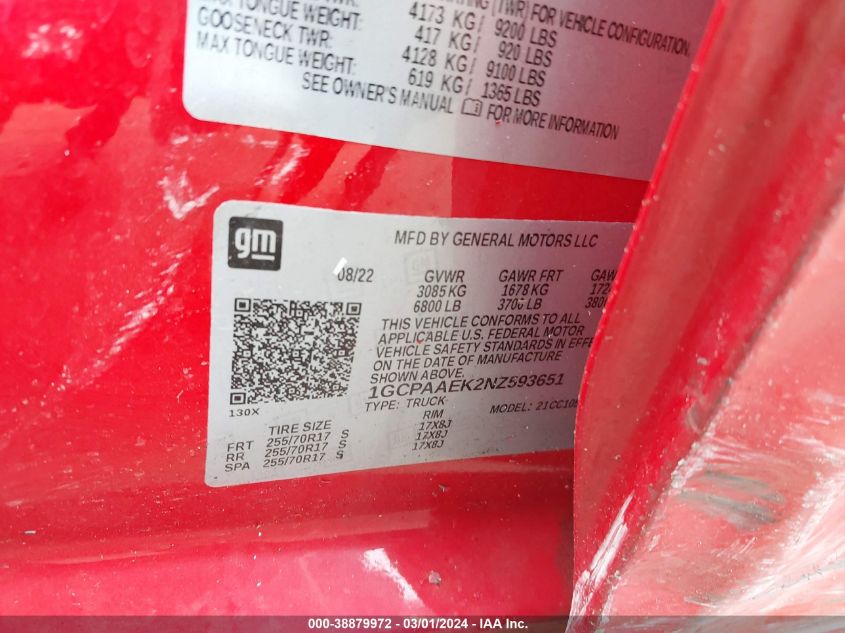 RATING (TWR) FOR VEHICLE CONFIGURATION.
4173 KG/ 9200 LBS
TONGUE WEIGHT: 417 KG/ 920 LBS
GOOSENECK TWR: 4128 KG/ 9100 LBS
MAX TONGUE WEIGHT: 619 KG/ 1365 LBS
SEE OWNER'S MANUAL FOR MORE INFORMATION
gm
MFD BY GENERAL MOTORS LLC
08/22 GVWR GAWR FRT
3085 KG 1678 KG
6800 LB 3700 LB
THIS VEHICLE CONFORMS TO ALL
APPLICABLE U.S. FEDERAL MOTOR
VEHICLE SAFETY STANDARDS IN
ON THE DATE OF MANUFACTURE
SHOWN ABOVE.
1GCPAAEK2NZ593651
TYPE: TRUCK MODEL:
130X
TIRE SIZE RIM
FRT 255/70R17 S 17X8J
RR 255/70R17 S 17X8J
SPA 255/70R17 S 17X8J
000-38879972 / 03/01/2024 - IAA Inc.